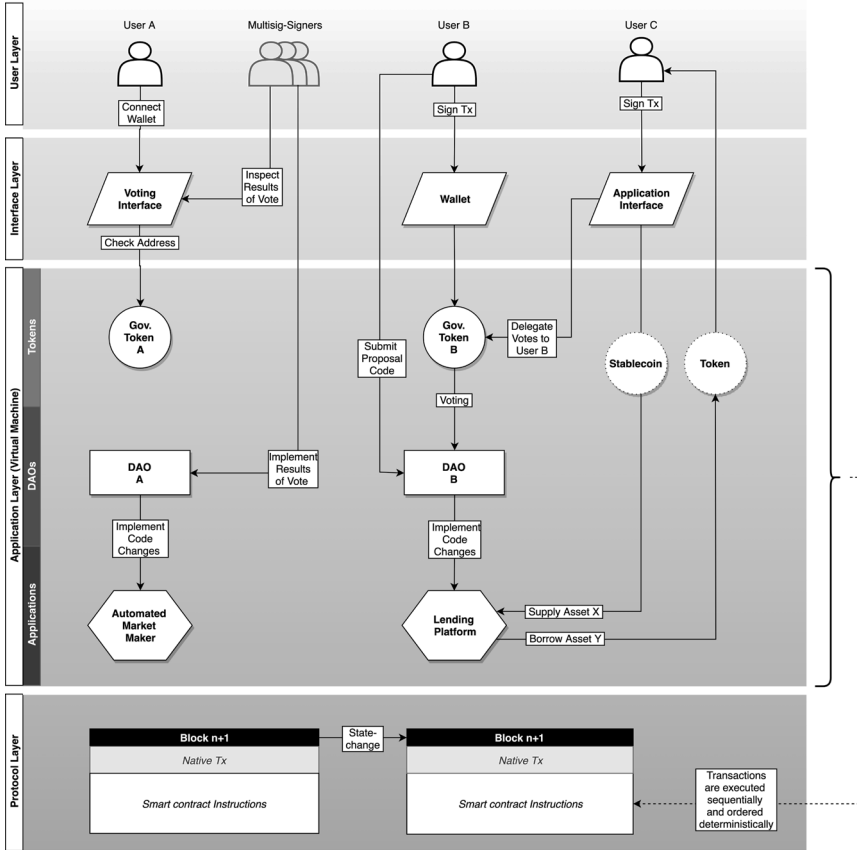 User Layer
User A
Multisig-Signers
User B
User C
Connect
Wallet
Sign Tx
Sign Tx
Interface Layer
Voting
Interface
Inspect
Results
of Vote
Wallet
Application
Interface
Check Address
Application Layer (Virtual Machine)
Tokens
Gov.
Token
A
Gov.
Token
B
Delegate
Votes to
User B
Submit
Proposal
Code
Stablecoin
Token
Voting
DAOs
DAO
A
Implement
Results
of Vote
DAO
B
Implement
Code
Changes
Implement
Code
Changes
Applications
Automated
Market
Maker
Lending
Platform
Supply Asset X
Borrow Asset Y
Protocol Layer
Block n+1
Native Tx
Smart contract Instructions
State-
change
Block n+1
Native Tx
Smart contract Instructions
Transactions
are executed
sequentially
and ordered
deterministically